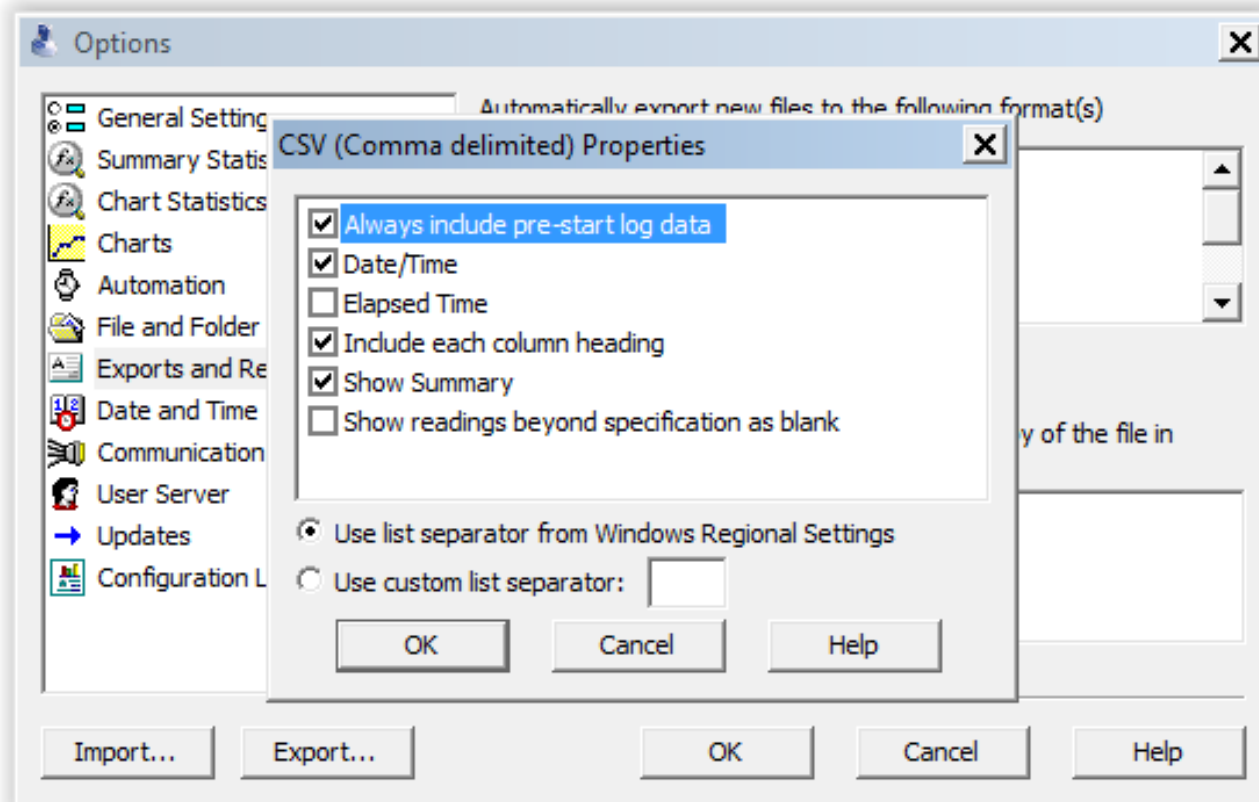 Options
General Setting
Summary Statis
Chart Statistics
Charts
Automation
File and Folder
Exports and Re
Date and Time
Communication
User Server
Updates
Configuration L
Automatically export new files to the following format(s)
CSV (Comma delimited) Properties
Always include pre-start log data
Date/Time
Elapsed Time
Include each column heading
Show Summary
Show readings beyond specification as blank
Use list separator from Windows Regional Settings
Use custom list separator:
OK Cancel Help
y of the file in
Import... Export... OK Cancel Help